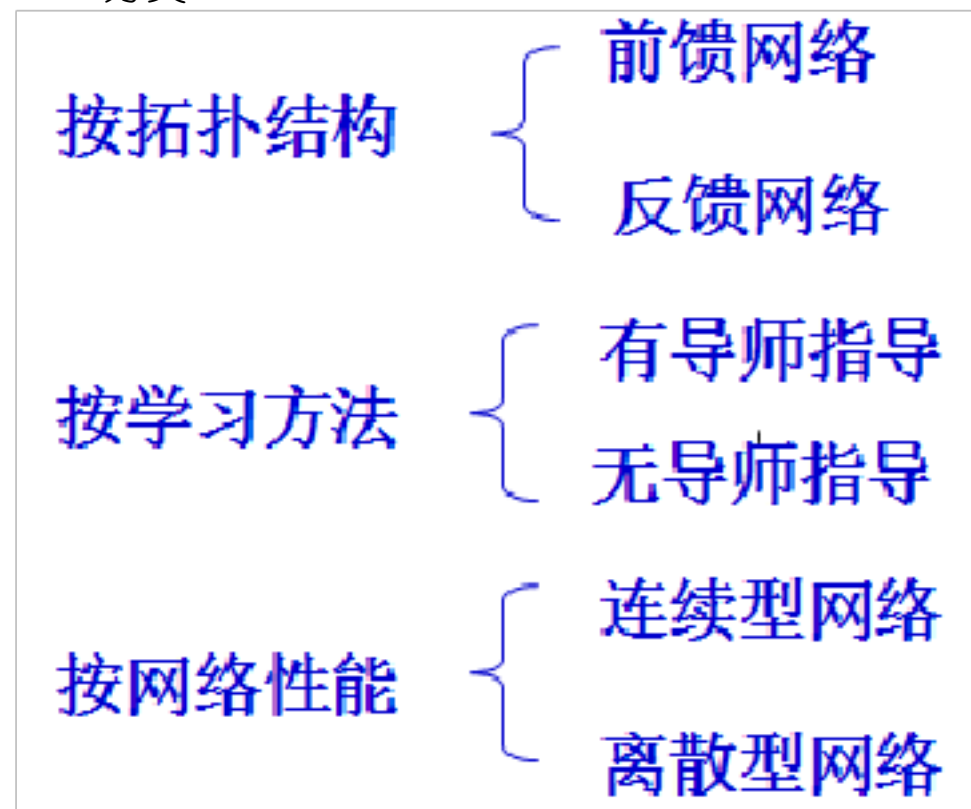 按拓扑结构
前馈网络
反馈网络
按学习方法
有导师指导
无导师指导
按网络性能
连续型网络
离散型网络